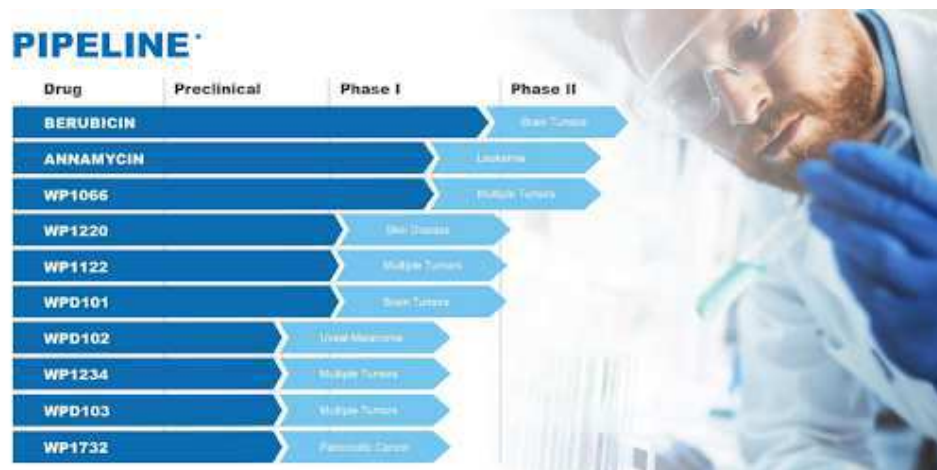 PIPELINE
Drug Preclinical Phase I Phase II
BERUBICIN Brain Tumors
ANNAMYCIN Leukemia
WP1066 Multiple Tumors
WP1220 Skin Disease
WP1122 Multiple Tumors
WPD101 Brain Tumors
WPD102 Uveal Melanoma
WP1234 Multiple Tumors
WPD103 Multiple Tumors
WP1732 Pancreatic Cancer